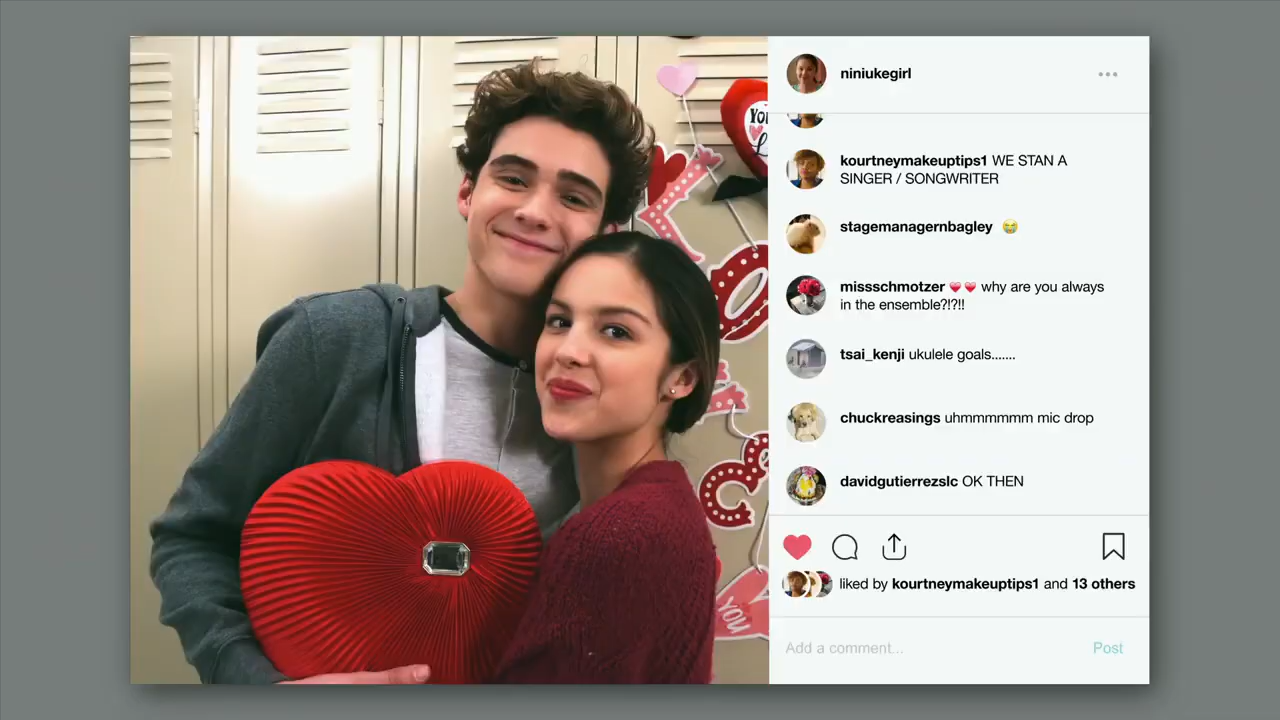 niniukegirl
kourtneymakeuptips1 WE STAN A
SINGER / SONGWRITER
stagemanagernbagley 😂
missschmotzer ❤️❤️ why are you always
in the ensemble?!?!!
tsai_kenji ukulele goals.......
chuckreasings uhmmmmmm mic drop
davidgutierrezslc OK THEN
liked by kourtneymakeuptips1 and 13 others
Add a comment... Post
YOU